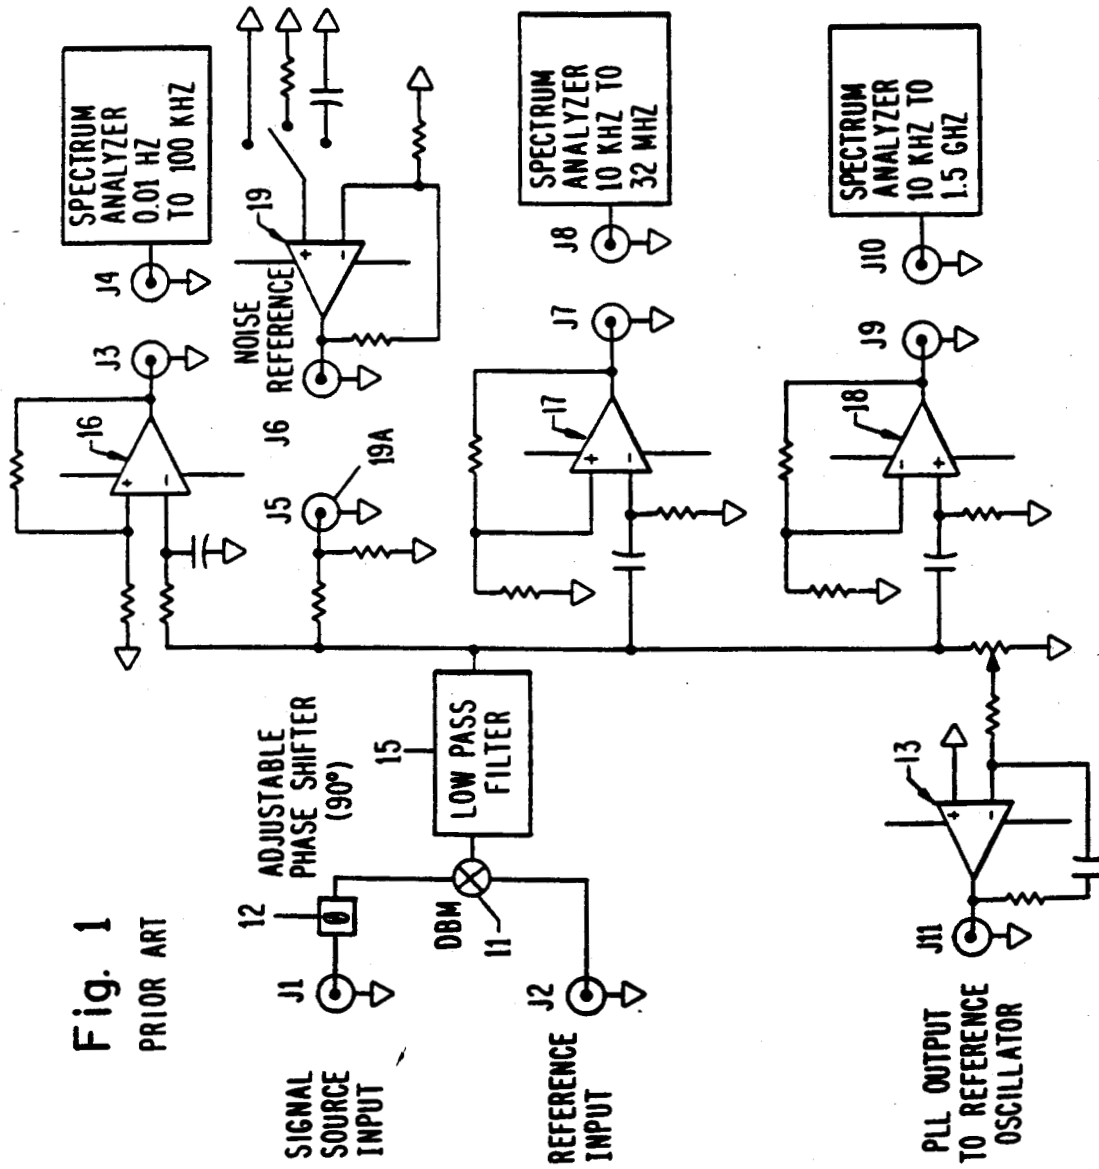 Fig. 1
PRIOR ART
SIGNAL
SOURCE
INPUT
J1
12
ADJUSTABLE
PHASE SHIFTER
(90°)
Ø
REFERENCE
INPUT
J2
DBM
11
15
LOW PASS
FILTER
PLL OUTPUT
TO REFERENCE
OSCILLATOR
J11
13
+
-
16
+
-
J3
J4
SPECTRUM
ANALYZER
0.01 HZ
TO 100 KHZ
J5
19A
J6
NOISE
REFERENCE
19
+
-
17
+
-
J7
J8
SPECTRUM
ANALYZER
10 KHZ TO
32 MHZ
18
-
+
J9
J10
SPECTRUM
ANALYZER
10 KHZ TO
1.5 GHZ